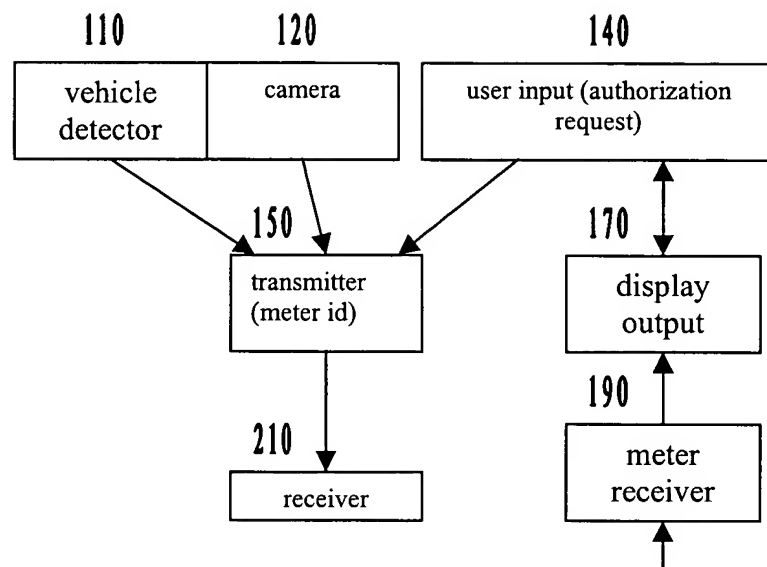 110
120
140
vehicle
detector
camera
user input (authorization
request)
150
170
transmitter
(meter id)
display
output
190
210
meter
receiver
receiver